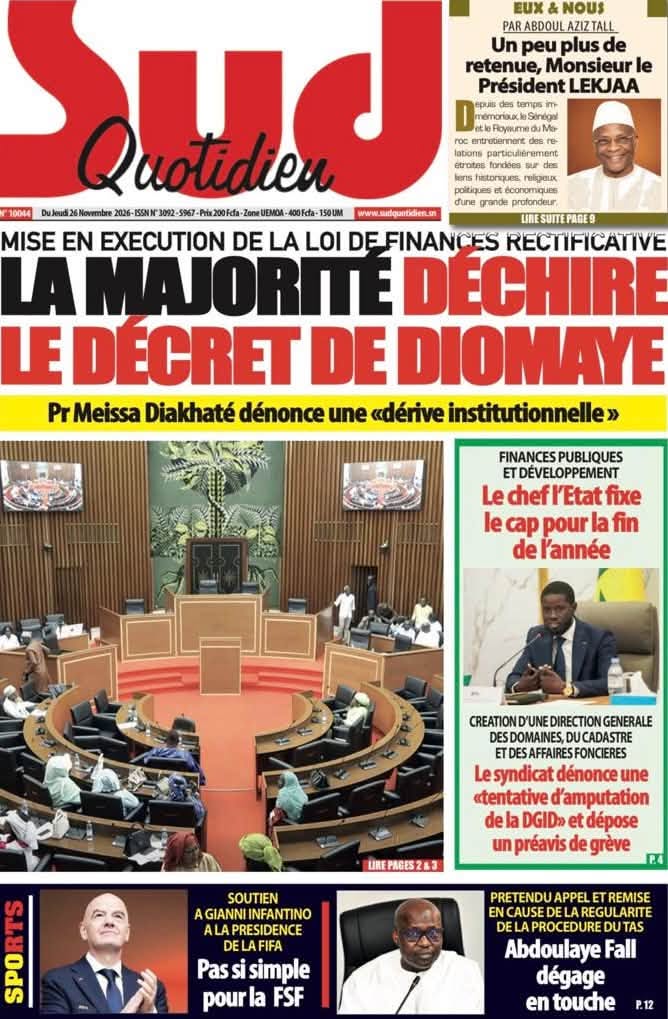 Sud
Quotidien
EUX & NOUS
PAR ABDOUL AZIZ TALL
Un peu plus de
retenue, Monsieur le
Président LEKJAA
Depuis des temps im-
mémoriaux, le Sénégal
et le Royaume du Ma-
roc entretiennent des re-
lations particulièrement
étroites fondées sur des
liens historiques, religieux,
politiques et économiques
d'une grande profondeur.
LIRE SUITE PAGE 9
N° 10044 Du Jeudi 26 Novembre 2026 - ISSN N° 3092 - 5967 - Prix 200 Fcfa - Zone UEMOA - 400 Fcfa - 150 UM www.sudquotidien.sn
MISE EN EXECUTION DE LA LOI DE FINANCES RECTIFICATIVE
LA MAJORITÉ DÉCHIRE
LE DÉCRET DE DIOMAYE
Pr Meissa Diakhaté dénonce une «dérive institutionnelle »
LIRE PAGES 2 & 3
FINANCES PUBLIQUES
ET DÉVELOPPEMENT
Le chef l'Etat fixe
le cap pour la fin
de l'année
CREATION D'UNE DIRECTION GENERALE
DES DOMAINES, DU CADASTRE
ET DES AFFAIRES FONCIERES
Le syndicat dénonce une
«tentative d'amputation
de la DGID» et dépose
un préavis de grève
P. 4
SPORTS
SOUTIEN
A GIANNI INFANTINO
A LA PRESIDENCE
DE LA FIFA
Pas si simple
pour la FSF
PRETENDU APPEL ET REMISE
EN CAUSE DE LA REGULARITE
DE LA PROCEDURE DU TAS
Abdoulaye Fall
dégage
en touche
P. 12